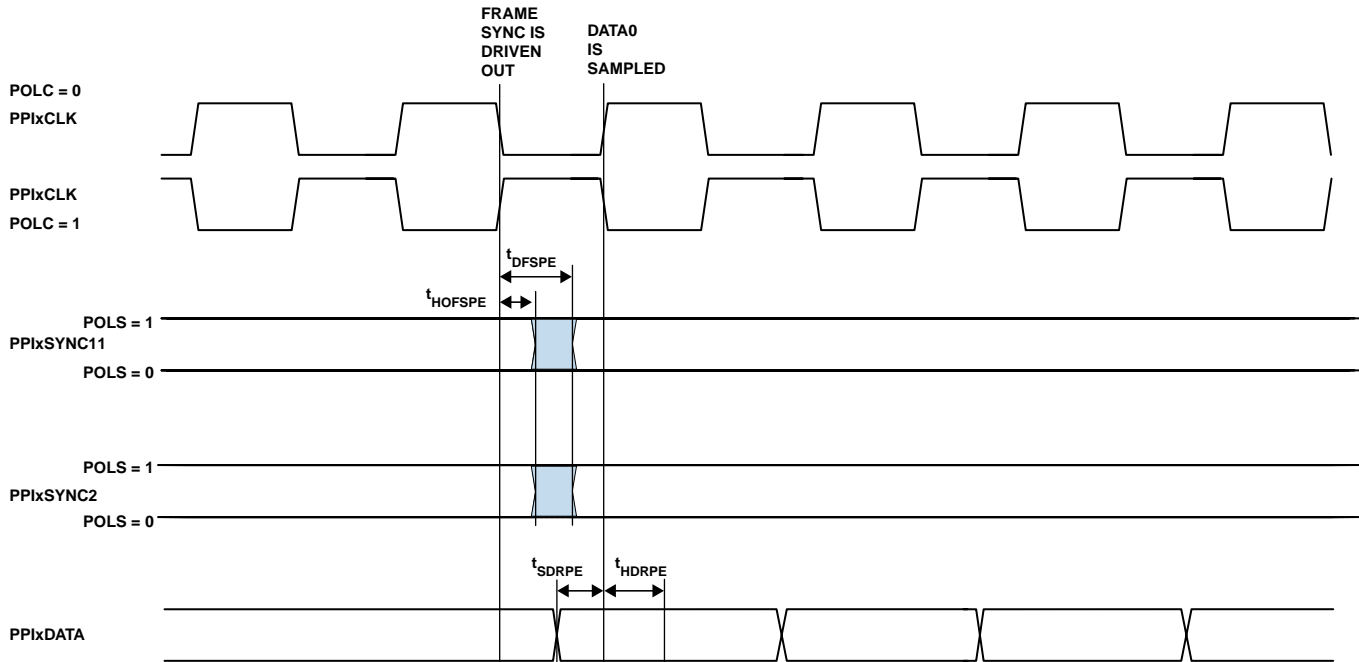 FRAME
SYNC IS
DRIVEN
OUT
DATA0
IS
SAMPLED
POLC = 0
PPIxCLK
PPIxCLK
POLC = 1
tDFSPE
tHOFSPE
POLS = 1
PPIxSYNC11
POLS = 0
POLS = 1
PPIxSYNC2
POLS = 0
tSDRPE
tHDRPE
PPIxDATA